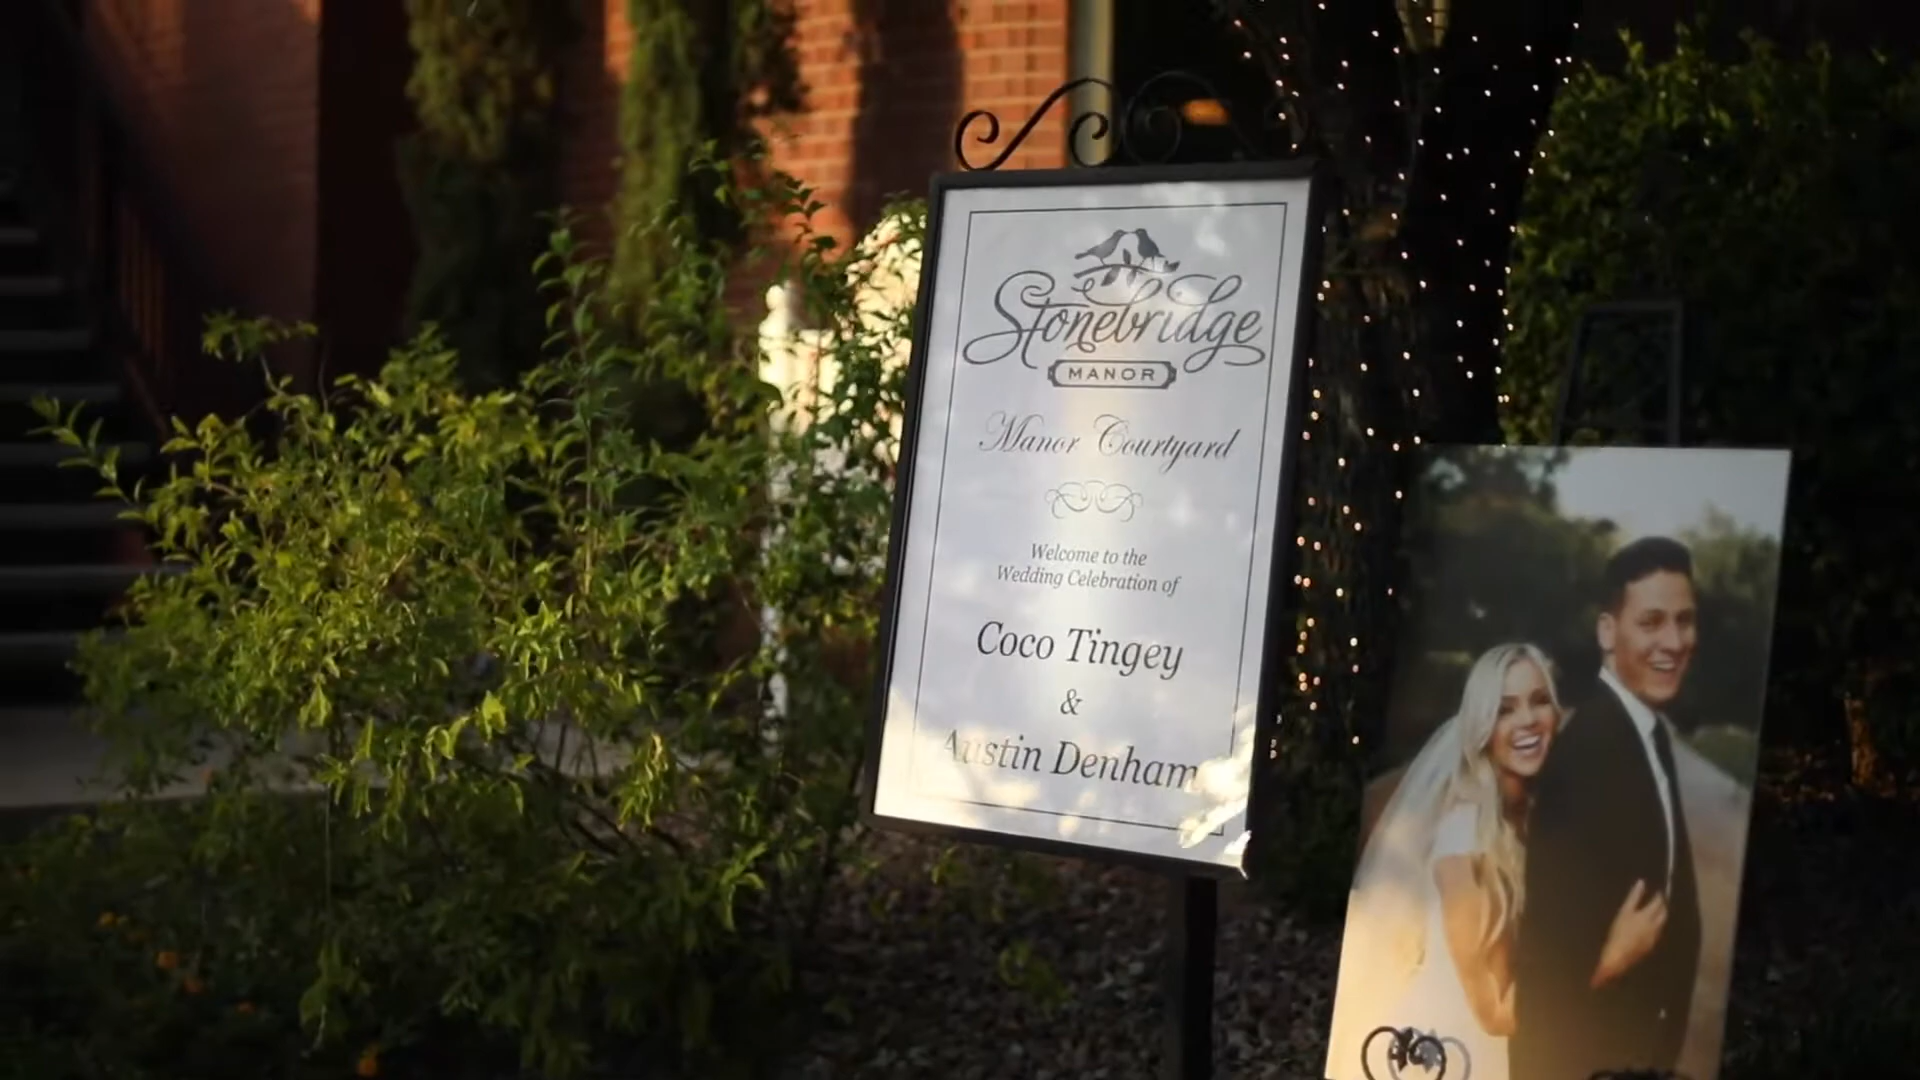 Stonebridge
MANOR
Manor Courtyard
Welcome to the
Wedding Celebration of
Coco Tingey
&
Austin Denham